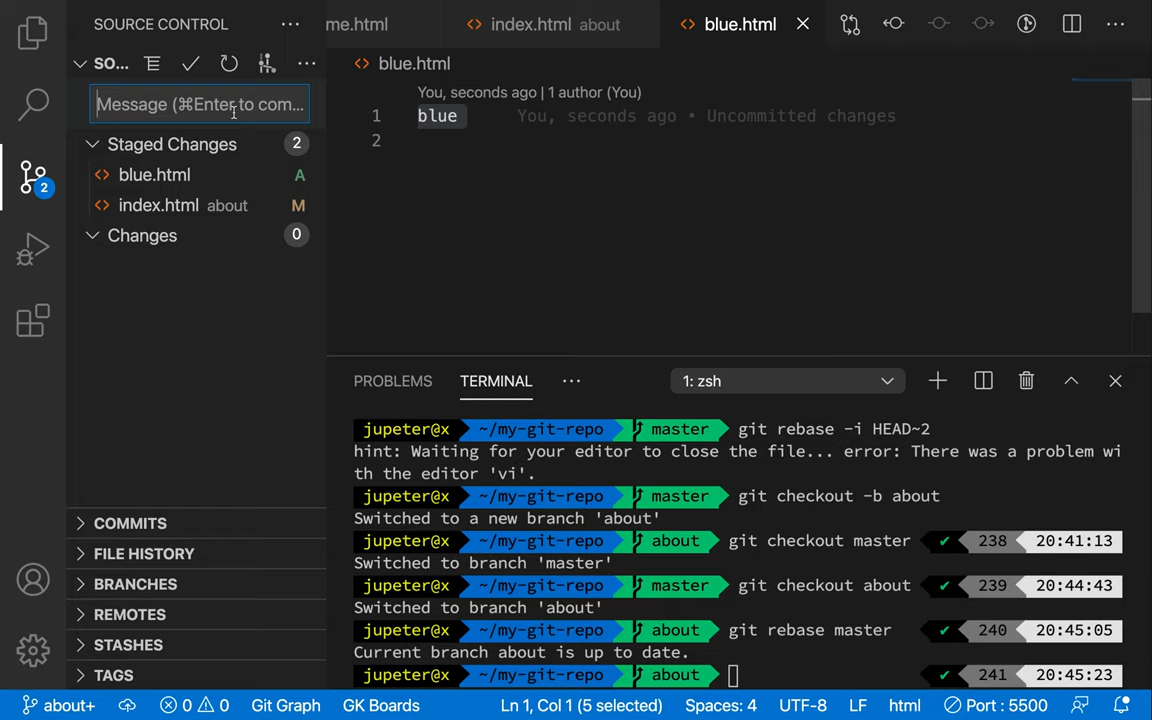 SOURCE CONTROL ···
me.html
index.html about
blue.html
SO... ···
blue.html
Message (⌘Enter to com...
You, seconds ago | 1 author (You)
1 blue You, seconds ago • Uncommitted changes
2
Staged Changes 2
blue.html A
index.html about M
2
Changes 0
PROBLEMS TERMINAL ··· 1: zsh
jupeter@x ~/my-git-repo master git rebase -i HEAD~2
hint: Waiting for your editor to close the file... error: There was a problem wi
th the editor 'vi'.
jupeter@x ~/my-git-repo master git checkout -b about
Switched to a new branch 'about'
jupeter@x ~/my-git-repo about git checkout master ✔ 238 20:41:13
Switched to branch 'master'
jupeter@x ~/my-git-repo master git checkout about ✔ 239 20:44:43
Switched to branch 'about'
jupeter@x ~/my-git-repo about git rebase master ✔ 240 20:45:05
Current branch about is up to date.
jupeter@x ~/my-git-repo about ✔ 241 20:45:23
COMMITS
FILE HISTORY
BRANCHES
REMOTES
STASHES
TAGS
about+ 0 0 Git Graph GK Boards Ln 1, Col 1 (5 selected) Spaces: 4 UTF-8 LF html Port : 5500